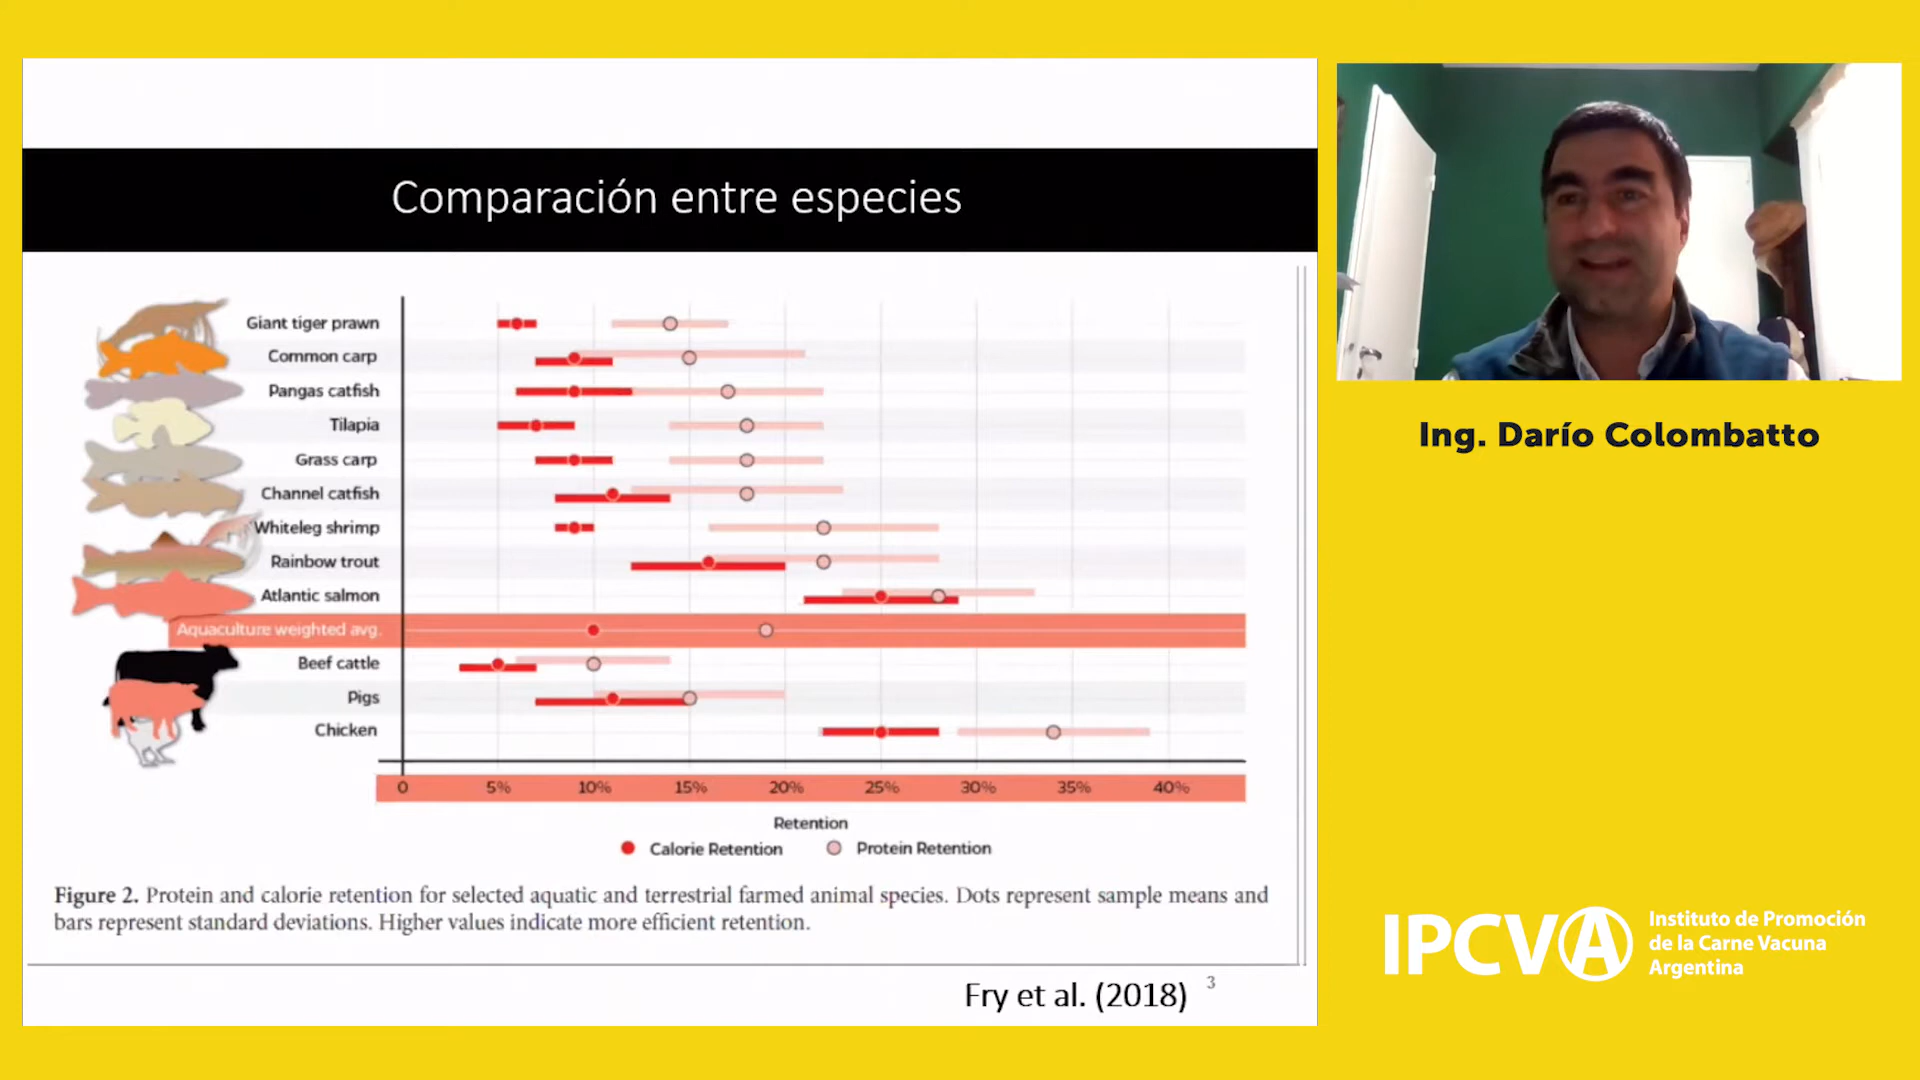 Comparación entre especies
Giant tiger prawn
Common carp
Pangas catfish
Tilapia
Grass carp
Channel catfish
Whiteleg shrimp
Rainbow trout
Atlantic salmon
Aquaculture weighted avg.
Beef cattle
Pigs
Chicken
0 5% 10% 15% 20% 25% 30% 35% 40%
Retention
Calorie Retention Protein Retention
Figure 2. Protein and calorie retention for selected aquatic and terrestrial farmed animal species. Dots represent sample means and
bars represent standard deviations. Higher values indicate more efficient retention.
Fry et al. (2018)
3
Ing. Darío Colombatto
IPCVA
Instituto de Promoción
de la Carne Vacuna
Argentina